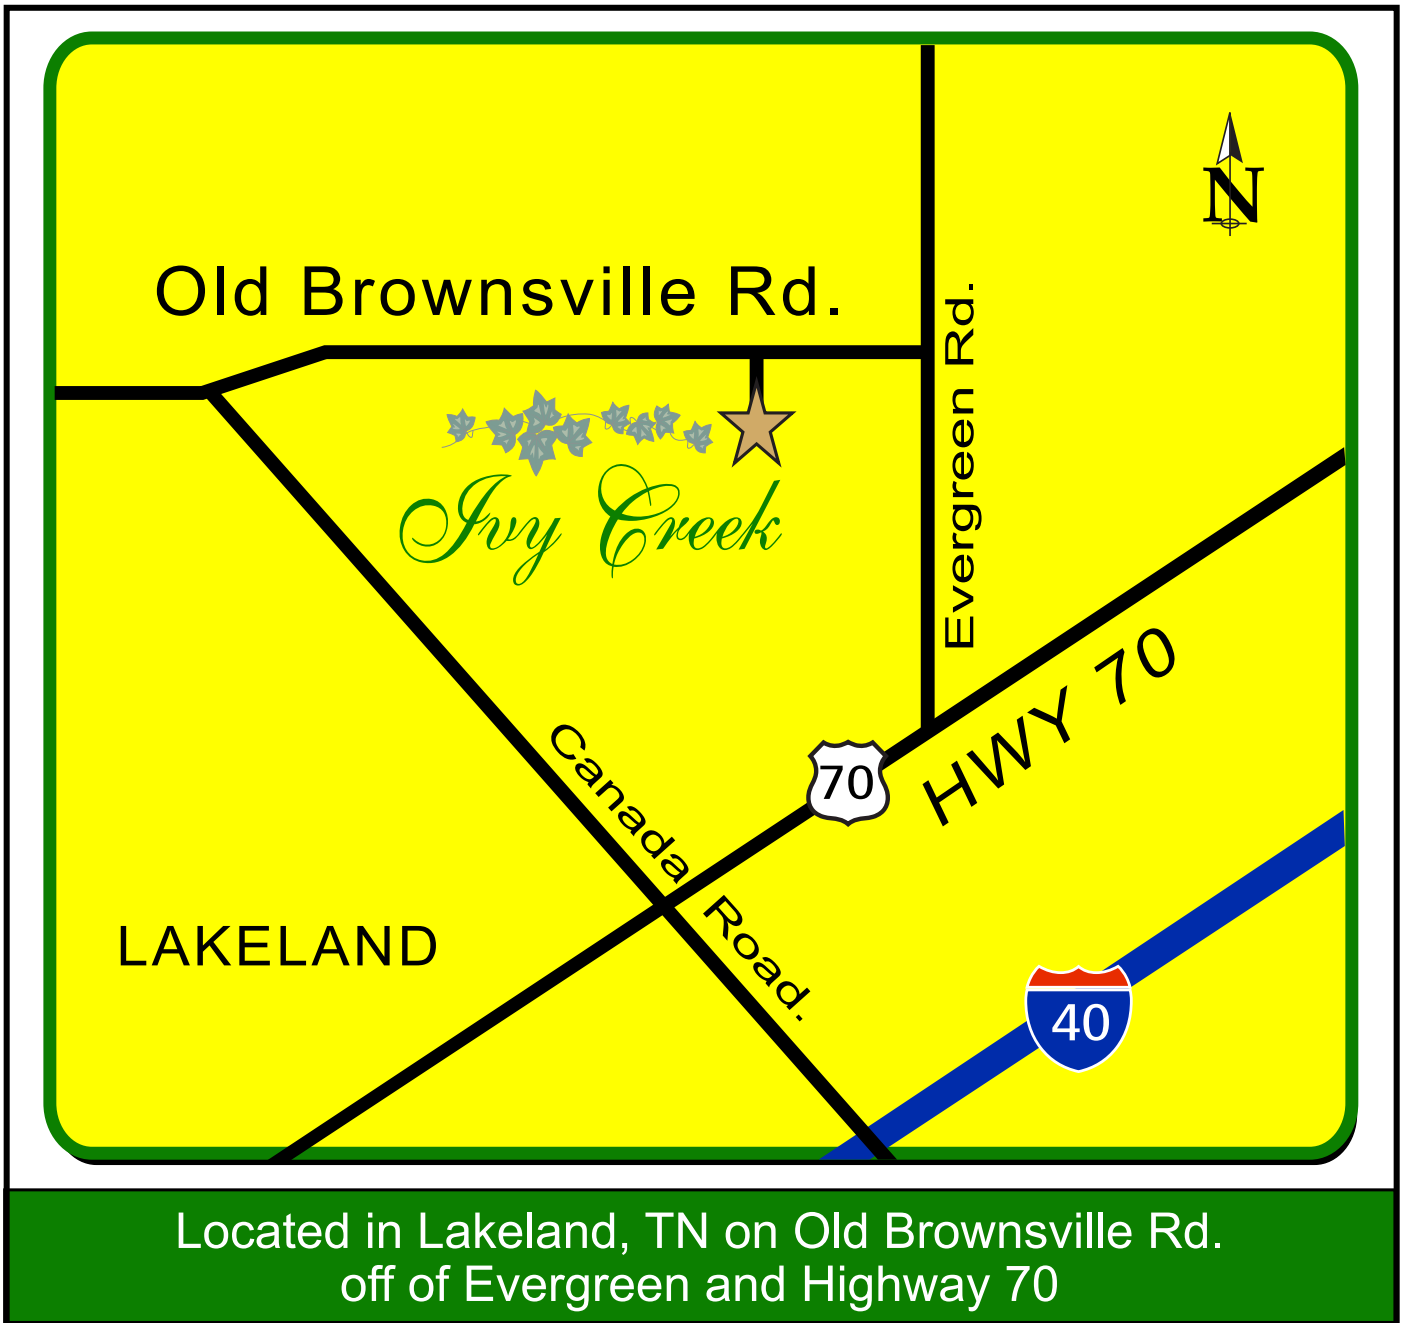 N
Old Brownsville Rd.
Evergreen Rd.
Ivy Creek
HWY 70
70
Canada Road.
LAKELAND
40
Located in Lakeland, TN on Old Brownsville Rd.
off of Evergreen and Highway 70